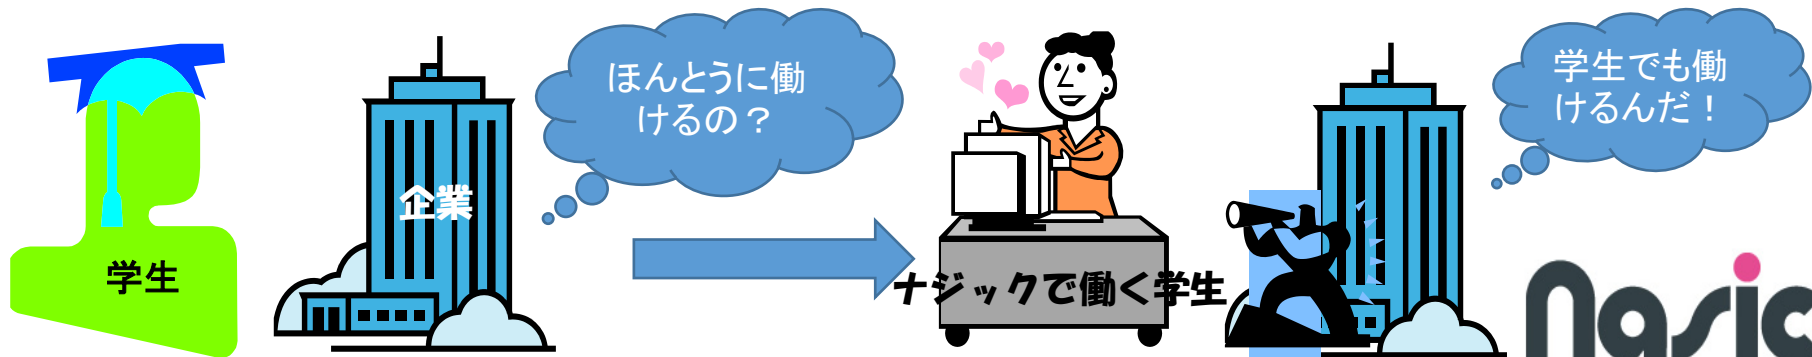 学生
企業
ほんとうに働
けるの？
ナジックで働く学生
学生でも働
けるんだ！
nasic